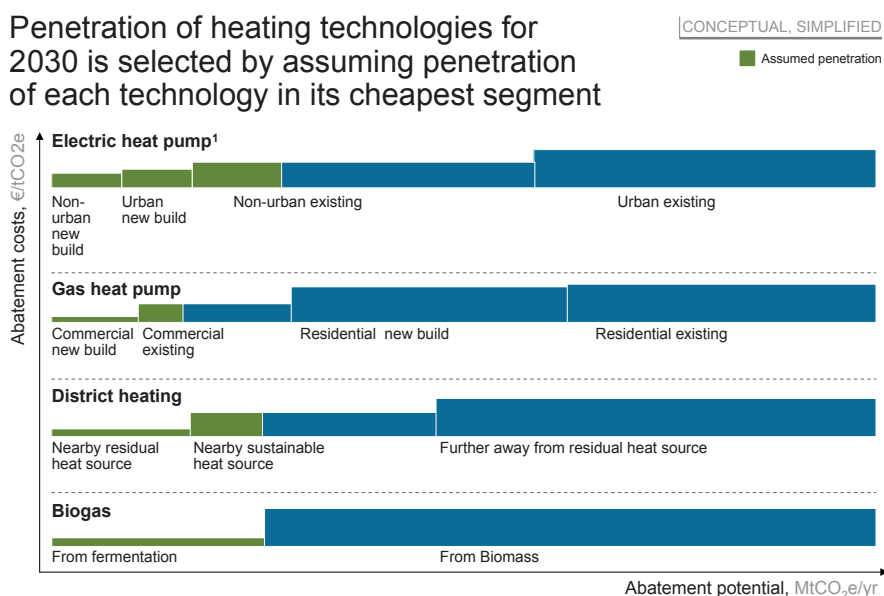 Penetration of heating technologies for
2030 is selected by assuming penetration
of each technology in its cheapest segment
CONCEPTUAL, SIMPLIFIED
Assumed penetration
Abatement costs, €/tCO2e
Electric heat pump¹
Non-
urban
new
build
Urban
new build
Non-urban existing
Urban existing
Gas heat pump
Commercial
new build
Commercial
existing
Residential new build
Residential existing
District heating
Nearby residual
heat source
Nearby sustainable
heat source
Further away from residual heat source
Biogas
From fermentation
From Biomass
Abatement potential, MtCO₂e/yr